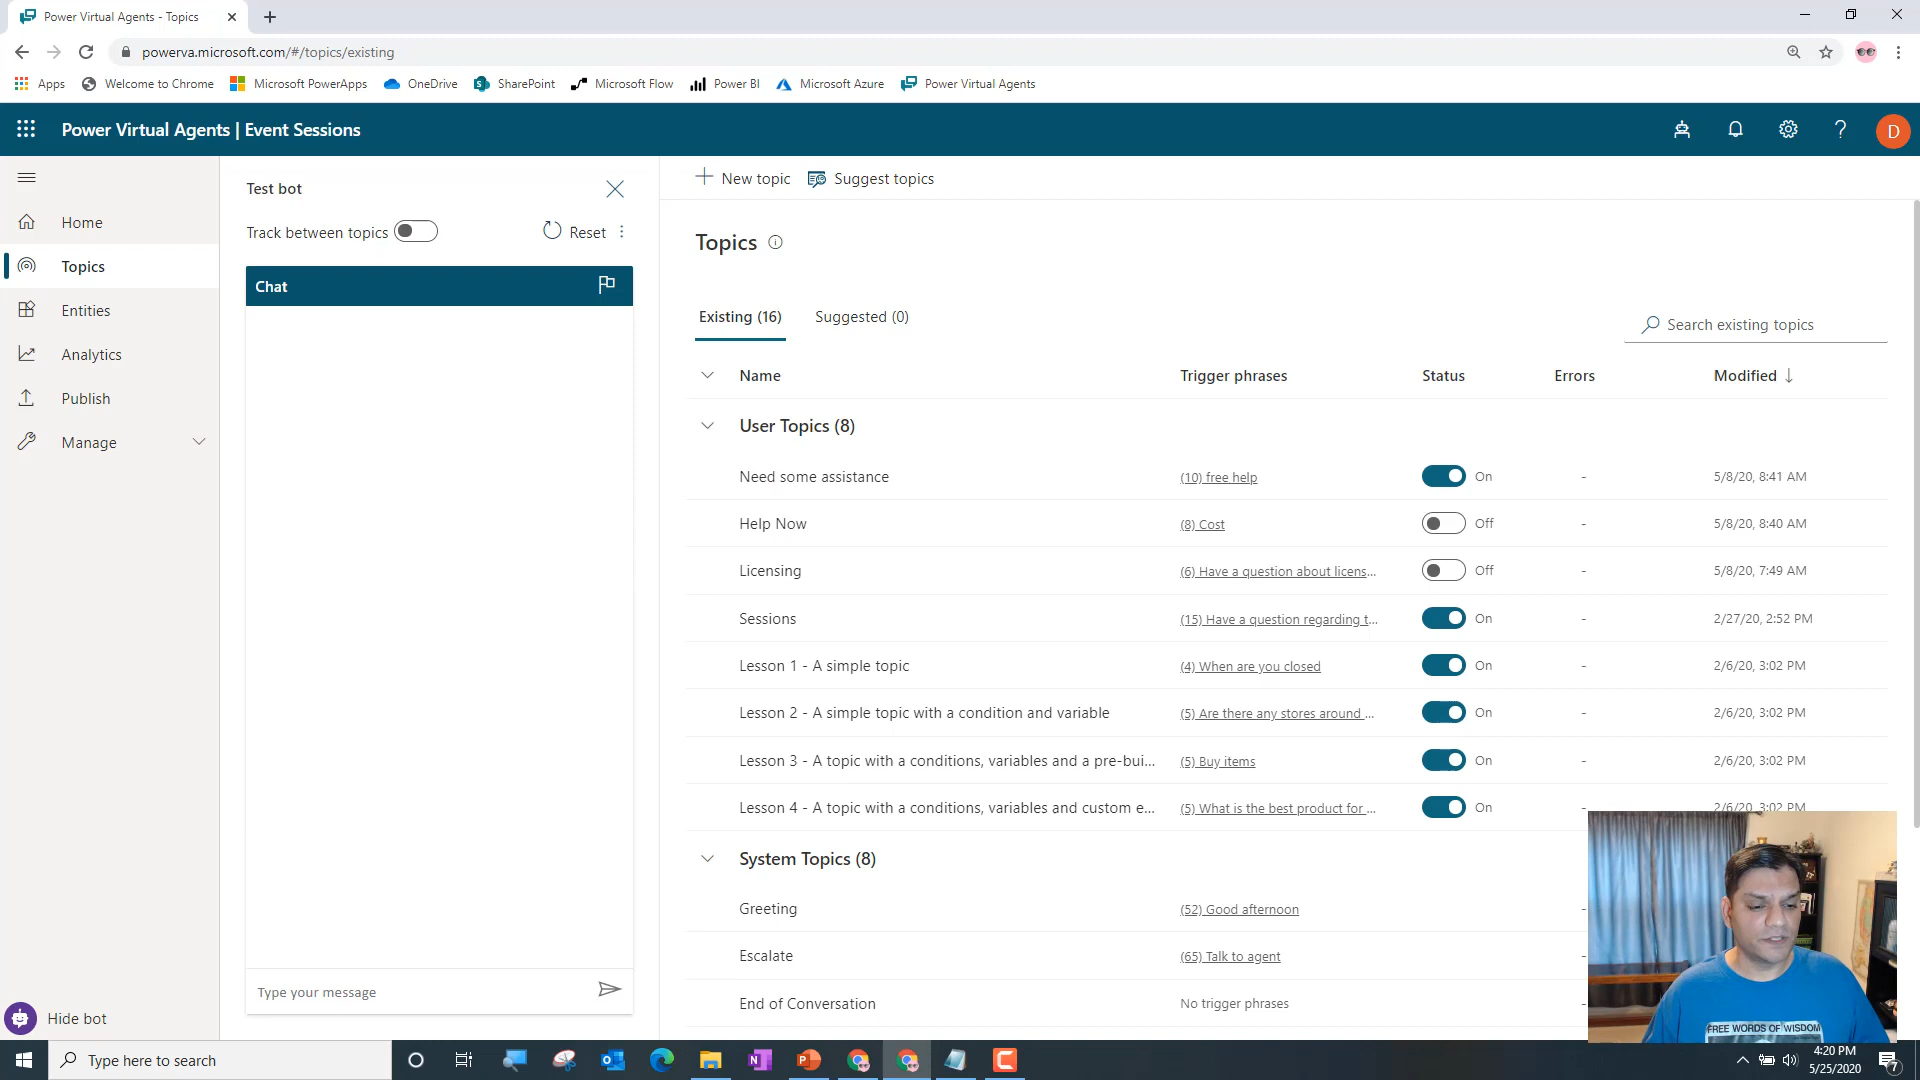 Power Virtual Agents - Topics
powerva.microsoft.com/#/topics/existing
Apps
Welcome to Chrome
Microsoft PowerApps
OneDrive
SharePoint
Microsoft Flow
Power BI
Microsoft Azure
Power Virtual Agents
Power Virtual Agents | Event Sessions
D
Home
Topics
Entities
Analytics
Publish
Manage
Hide bot
Test bot
Track between topics
Reset
Chat
Type your message
New topic
Suggest topics
Topics
Existing (16)
Suggested (0)
Search existing topics
Name Trigger phrases Status Errors Modified
User Topics (8)
Need some assistance (10) free help On - 5/8/20, 8:41 AM
Help Now (8) Cost Off - 5/8/20, 8:40 AM
Licensing (6) Have a question about licens... Off - 5/8/20, 7:49 AM
Sessions (15) Have a question regarding t... On - 2/27/20, 2:52 PM
Lesson 1 - A simple topic (4) When are you closed On - 2/6/20, 3:02 PM
Lesson 2 - A simple topic with a condition and variable (5) Are there any stores around ... On - 2/6/20, 3:02 PM
Lesson 3 - A topic with a conditions, variables and a pre-bui... (5) Buy items On - 2/6/20, 3:02 PM
Lesson 4 - A topic with a conditions, variables and custom e... (5) What is the best product for ... On - 2/6/20, 3:02 PM
System Topics (8)
Greeting (52) Good afternoon -
Escalate (65) Talk to agent -
End of Conversation No trigger phrases -
FREE WORDS OF WISDOM
Type here to search
4:20 PM
5/25/2020
7